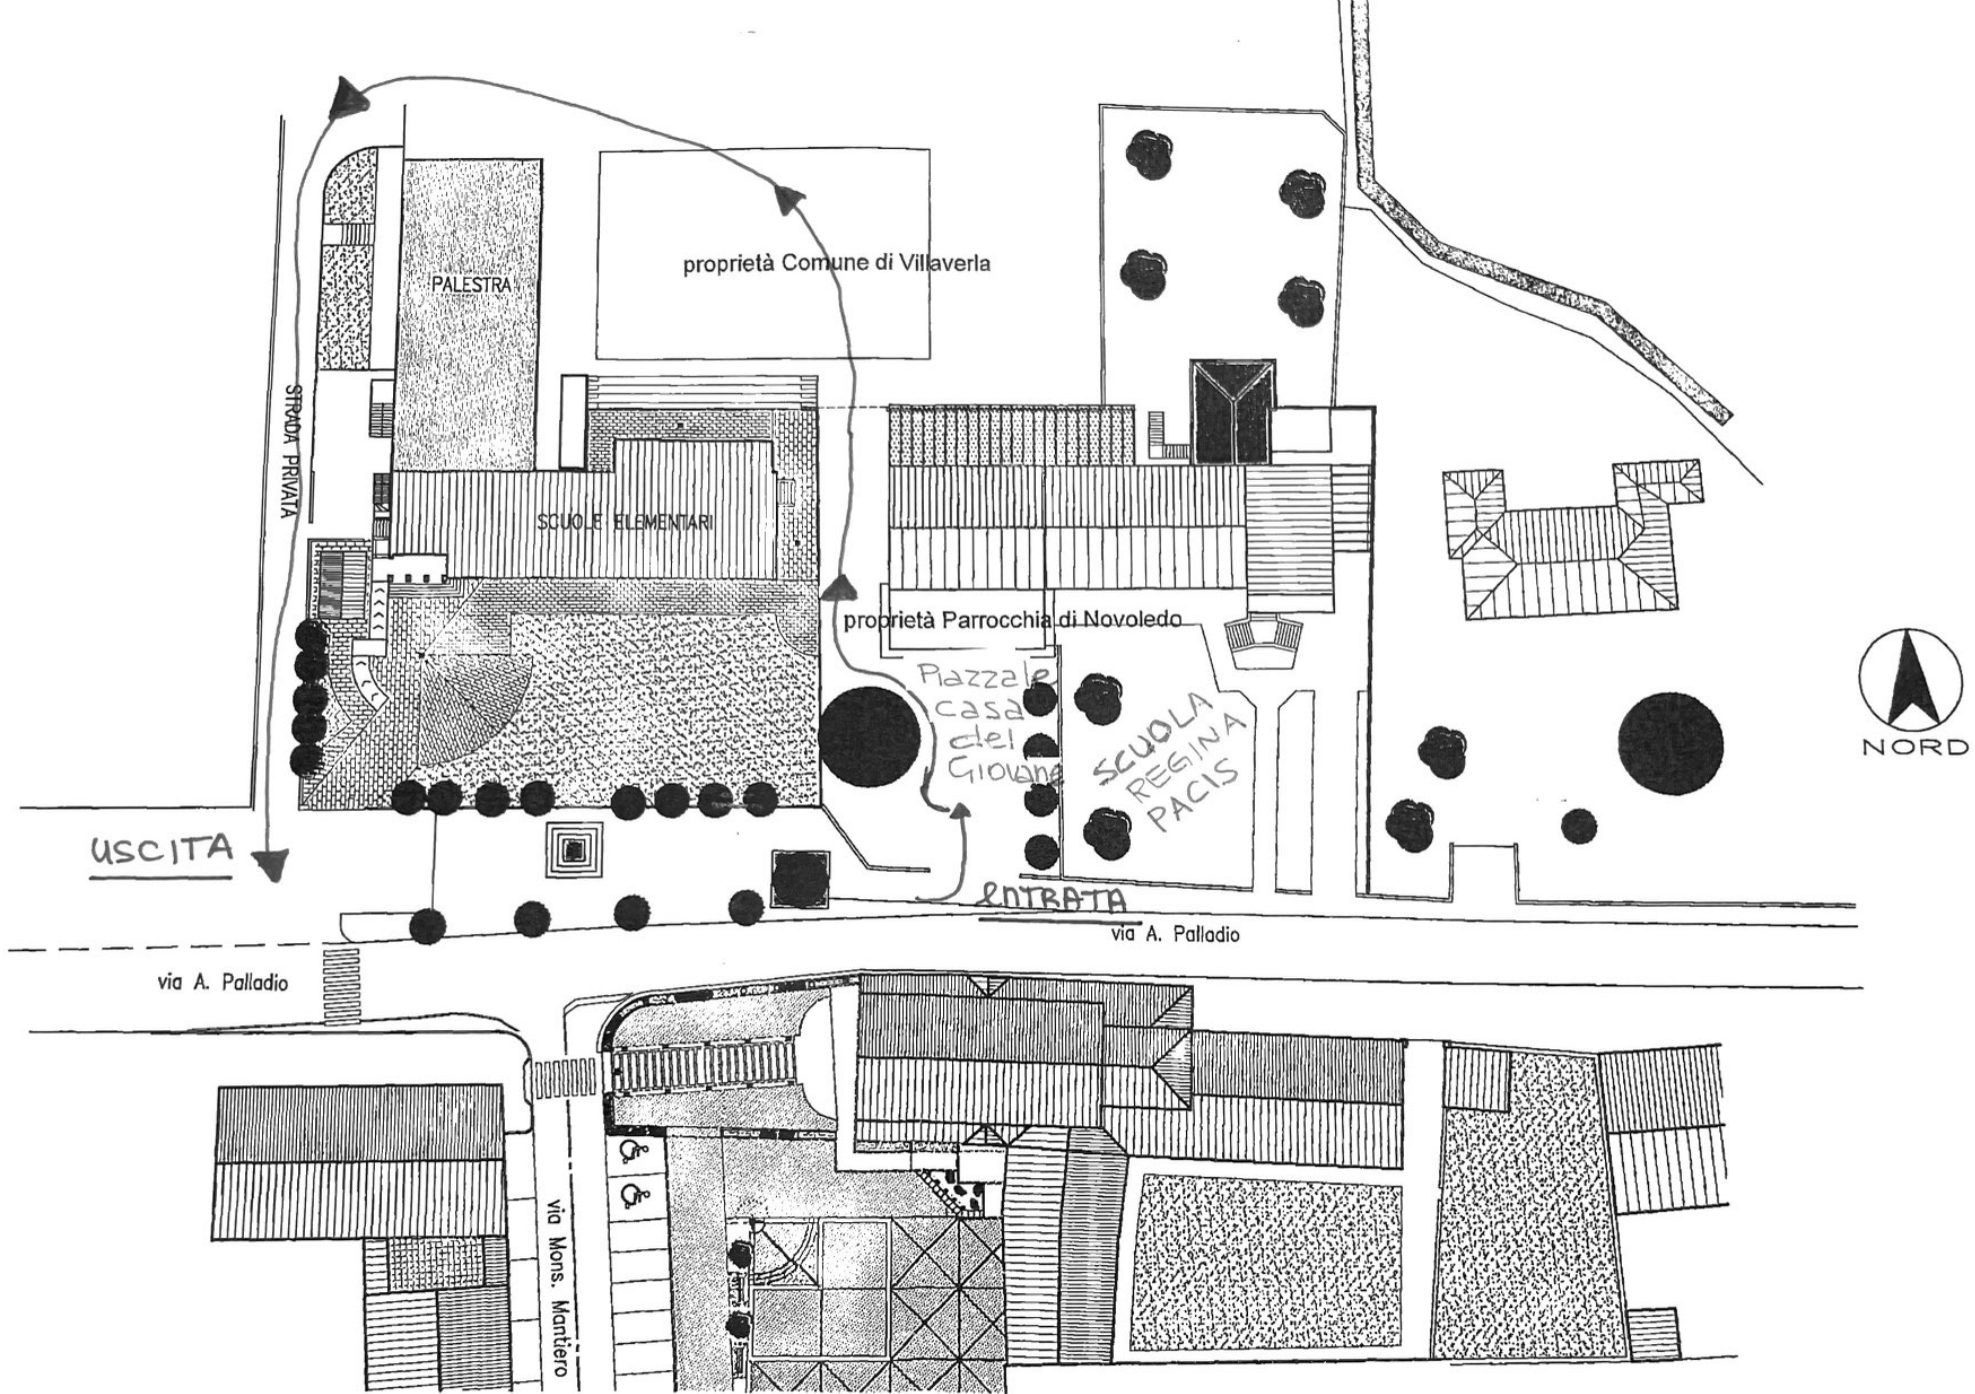 PALESTRA
proprietà Comune di Villaverla
STRADA PRIVATA
SCUOLE ELEMENTARI
proprietà Parrocchia di Novoledo
Piazzale
casa
del
Giovane
SCUOLA
REGINA
PACIS
NORD
USCITA
ENTRATA
via A. Palladio
via A. Palladio
via Mons. Mantiero